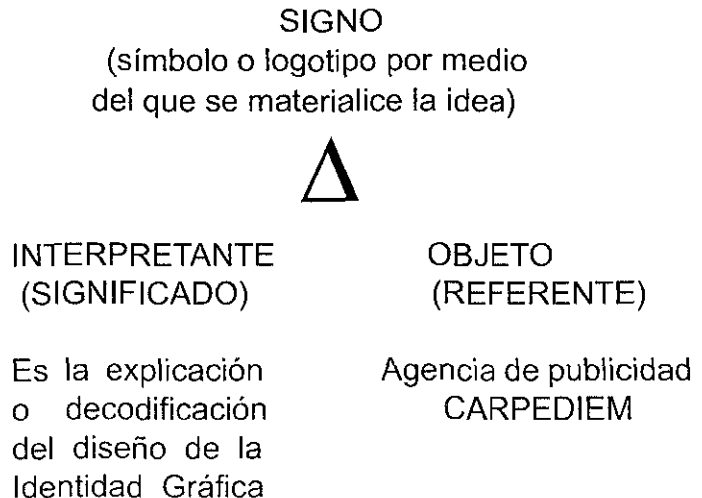 SIGNO
(símbolo o logotipo por medio
del que se materialice la idea)
Δ
INTERPRETANTE
(SIGNIFICADO)
Es la explicación
o decodificación
del diseño de la
Identidad Gráfica
OBJETO
(REFERENTE)
Agencia de publicidad
CARPEDIEM